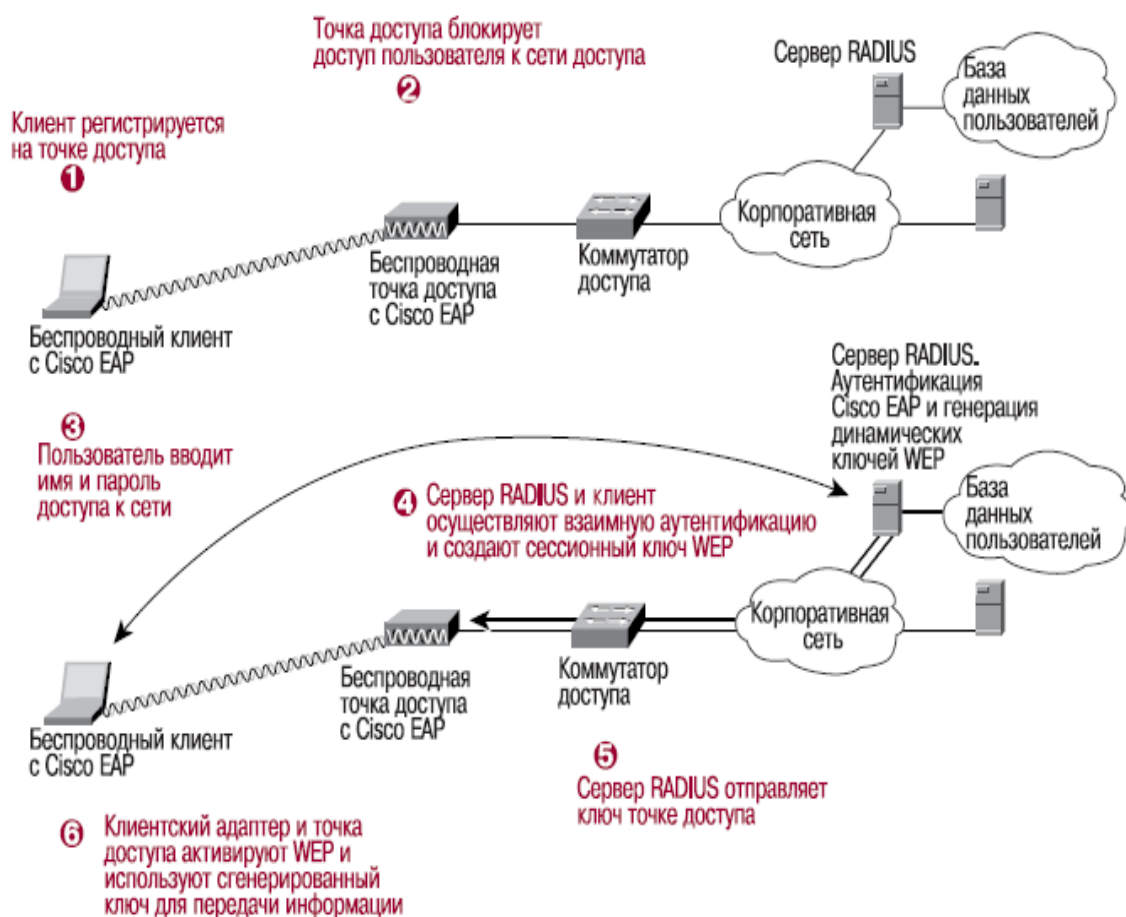 Точка доступа блокирует
доступ пользователя к сети доступа
2
Сервер RADIUS
База
данных
пользователей
Клиент регистрируется
на точке доступа
1
Корпоративная
сеть
Беспроводная
точка доступа
с Cisco EAP
Коммутатор
доступа
Беспроводный клиент
с Cisco EAP
Сервер RADIUS.
Аутентификация
Cisco EAP и генерация
динамических
ключей WEP
3
Пользователь вводит
имя и пароль
доступа к сети
4 Сервер RADIUS и клиент
осуществляют взаимную аутентификацию
и создают сессионный ключ WEP
База
данных
пользователей
Корпоративная
сеть
Беспроводная
точка доступа
с Cisco EAP
Коммутатор
доступа
Беспроводный клиент
с Cisco EAP
5
Сервер RADIUS отправляет
ключ точке доступа
6 Клиентский адаптер и точка
доступа активируют WEP и
используют сгенерированный
ключ для передачи информации